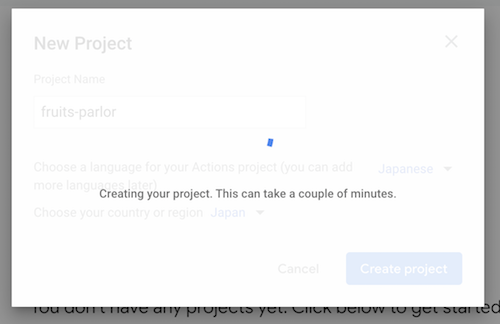 New Project
Project Name
fruits-parlor
Choose a language for your Actions project (you can add
more languages later)
Japanese
Creating your project. This can take a couple of minutes.
Choose your country or region Japan
Cancel
Create project
You don't have any projects yet. Click below to get started